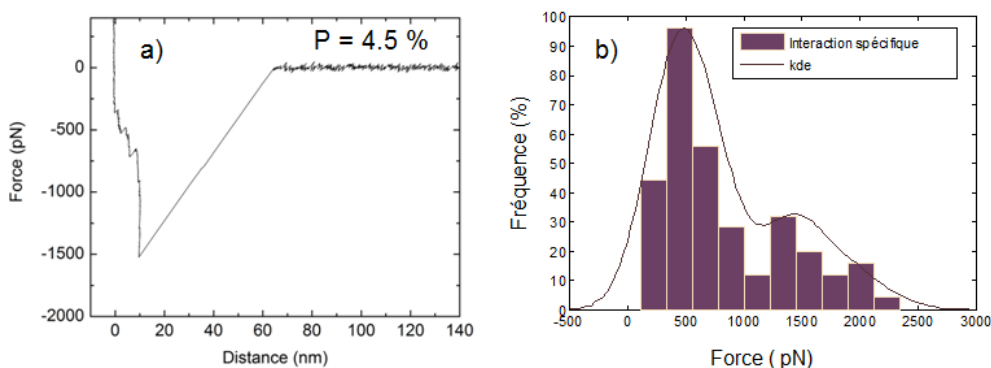 a)
P = 4.5 %
0
-500
-1000
-1500
-2000
Force (pN)
0 20 40 60 80 100 120 140
Distance (nm)
b)
Interaction spécifique
kde
100
90
80
70
60
50
40
30
20
10
0
Fréquence (%)
-500 0 500 1000 1500 2000 2500 3000
Force ( pN)